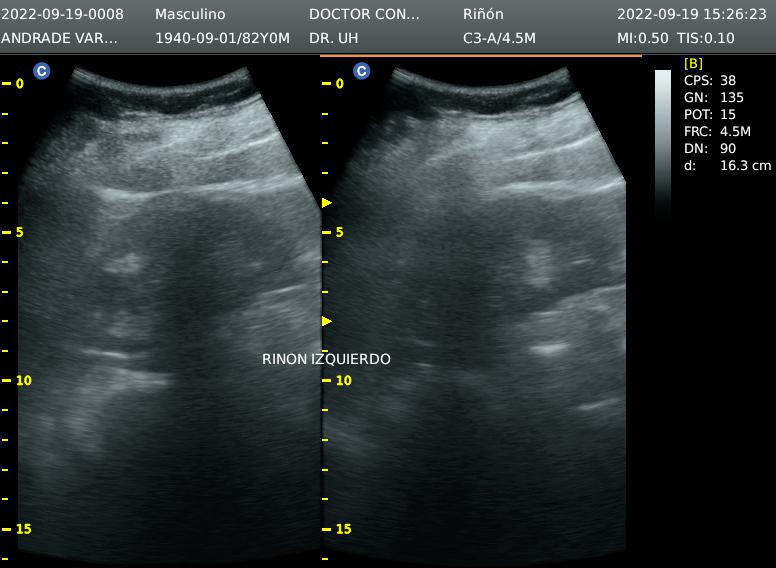 2022-09-19-0008 Masculino DOCTOR CON... Riñón 2022-09-19 15:26:23
ANDRADE VAR... 1940-09-01/82Y0M DR. UH C3-A/4.5M MI:0.50 TIS:0.10
C C [B]
0 0 CPS: 38
GN: 135
POT: 15
FRC: 4.5M
DN: 90
d: 16.3 cm
5 5
RINON IZQUIERDO
10 10
15 15